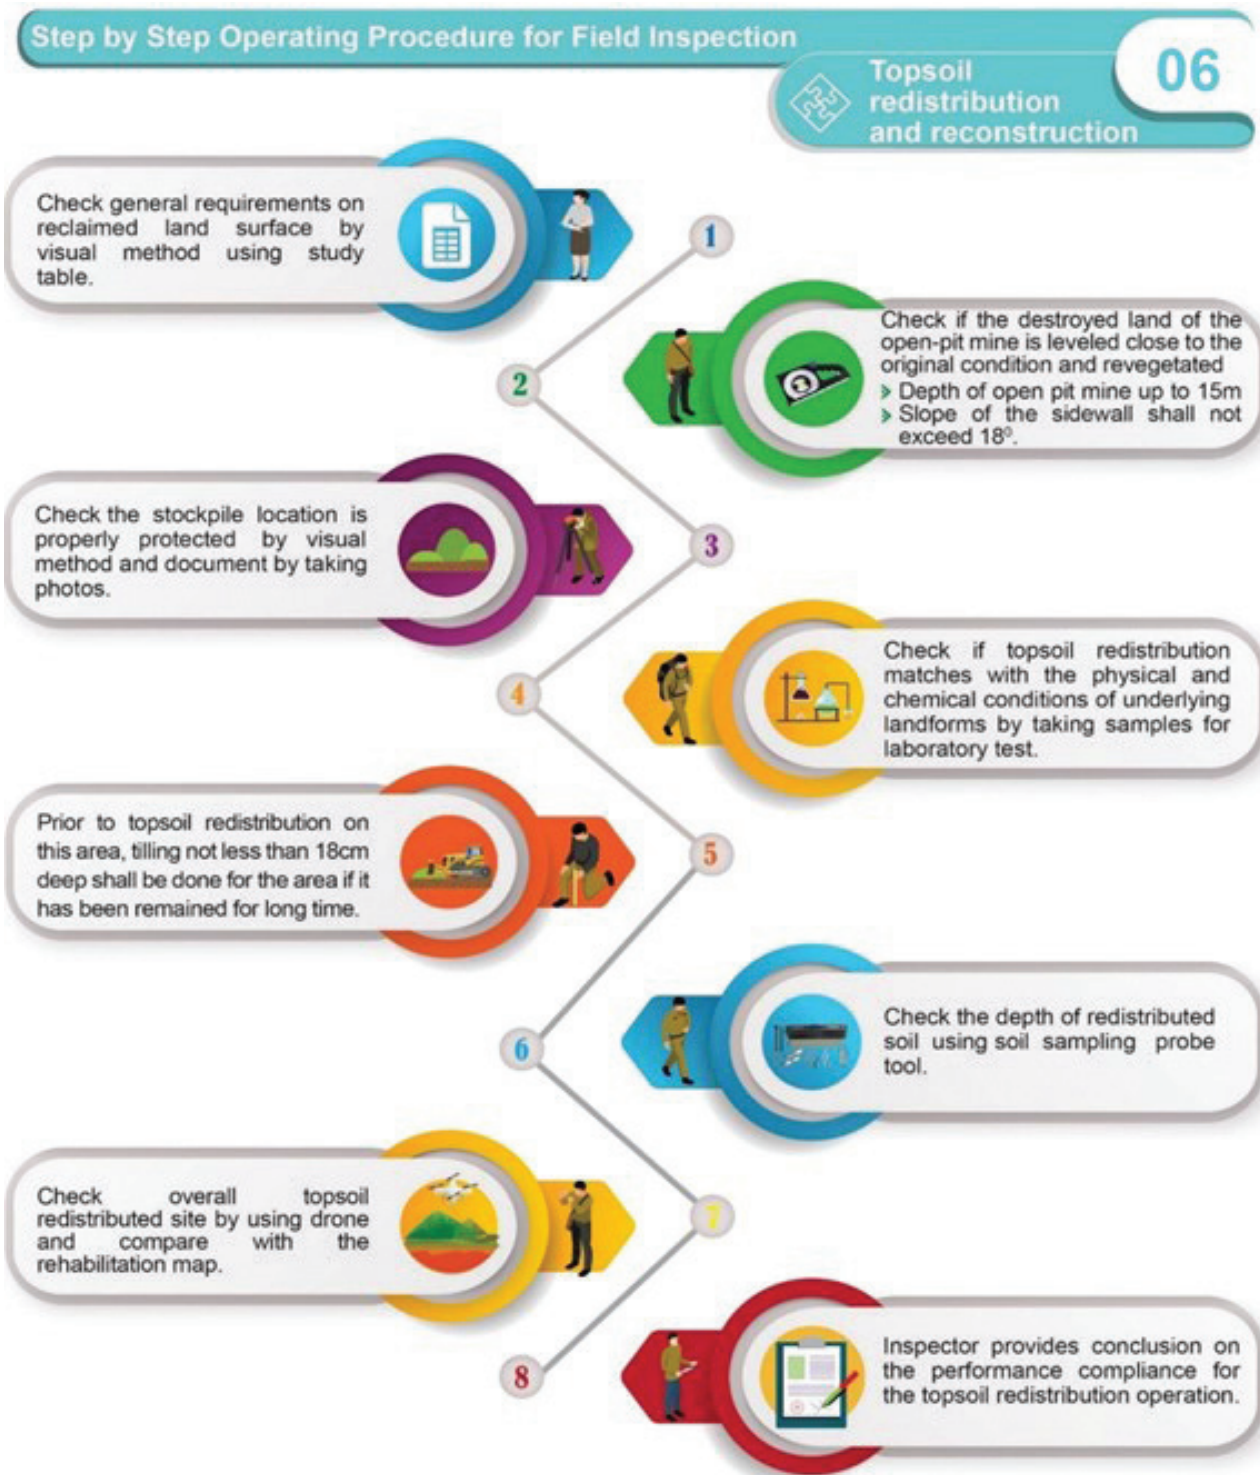 Step by Step Operating Procedure for Field Inspection
06
Topsoil
redistribution
and reconstruction
Check general requirements on
reclaimed land surface by
visual method using study
table.
1
Check if the destroyed land of the
open-pit mine is leveled close to the
original condition and revegetated
Depth of open pit mine up to 15m
Slope of the sidewall shall not
exceed 18⁰.
2
Check the stockpile location is
properly protected by visual
method and document by taking
photos.
3
Check if topsoil redistribution
matches with the physical and
chemical conditions of underlying
landforms by taking samples for
laboratory test.
4
Prior to topsoil redistribution on
this area, tilling not less than 18cm
deep shall be done for the area if it
has been remained for long time.
5
Check the depth of redistributed
soil using soil sampling probe
tool.
6
Check overall topsoil
redistributed site by using drone
and compare with the
rehabilitation map.
7
Inspector provides conclusion on
the performance compliance for
the topsoil redistribution operation.
8